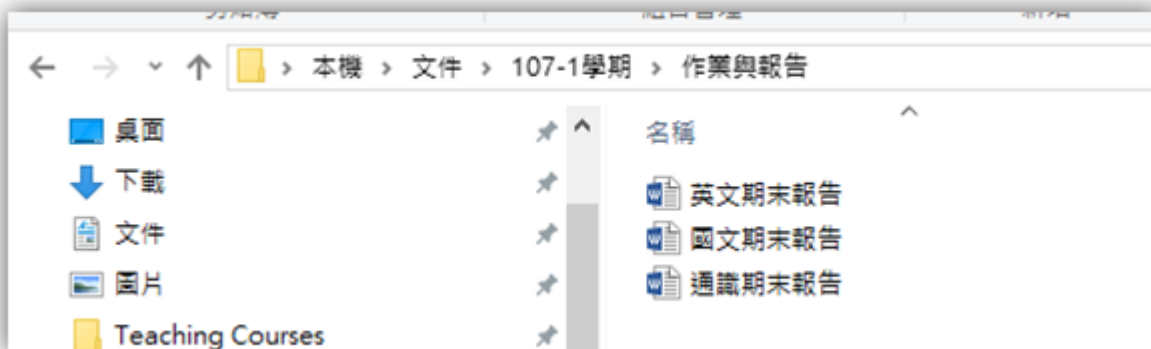 本機 › 文件 › 107-1學期 › 作業與報告
桌面
下載
文件
圖片
Teaching Courses
名稱
英文期末報告
國文期末報告
通識期末報告